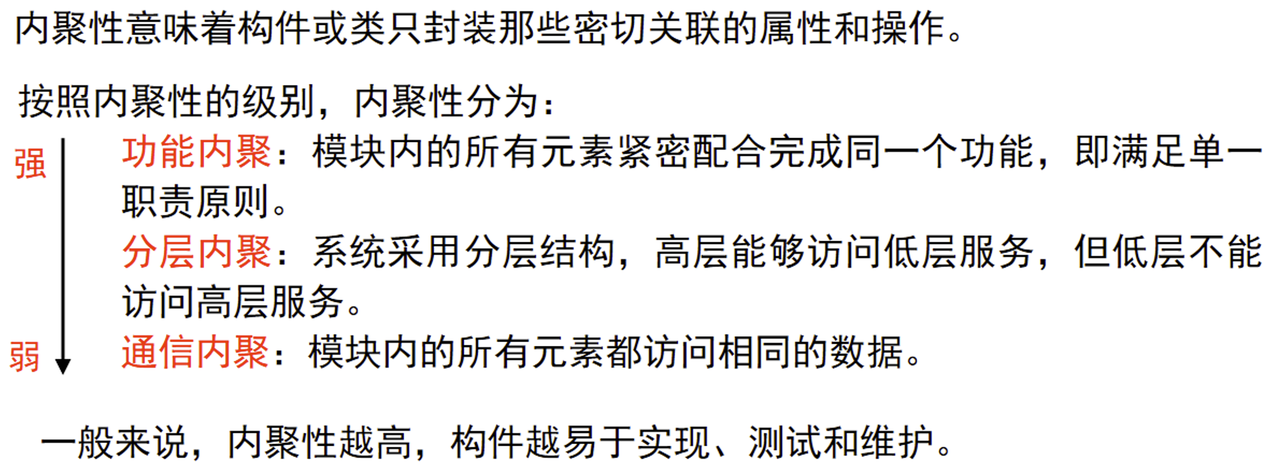 内聚性意味着构件或类只封装那些密切关联的属性和操作。
按照内聚性的级别，内聚性分为：
强
功能内聚：模块内的所有元素紧密配合完成同一个功能，即满足单一
职责原则。
分层内聚：系统采用分层结构，高层能够访问低层服务，但低层不能
访问高层服务。
弱
通信内聚：模块内的所有元素都访问相同的数据。
一般来说，内聚性越高，构件越易于实现、测试和维护。